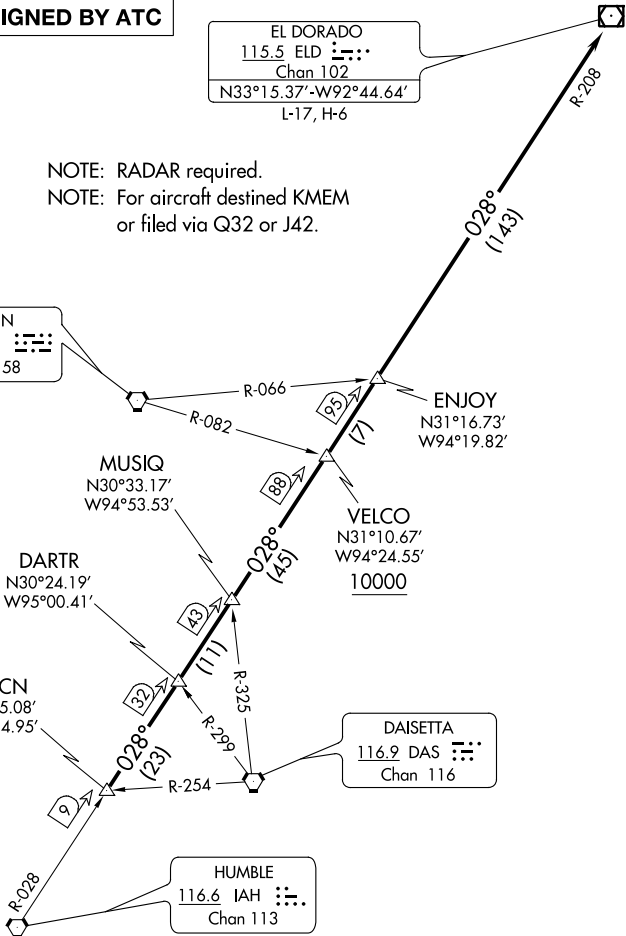 IGNED BY ATC
EL DORADO
115.5 ELD
Chan 102
N33°15.37'-W92°44.64'
L-17, H-6
R-208
NOTE: RADAR required.
NOTE: For aircraft destined KMEM
or filed via Q32 or J42.
028°
(143)
N
58
R-066
R-082
95
(7)
ENJOY
N31°16.73'
W94°19.82'
88
VELCO
N31°10.67'
W94°24.55'
10000
MUSIQ
N30°33.17'
W94°53.53'
028°
(45)
DARTR
N30°24.19'
W95°00.41'
43
(11)
R-325
32
R-299
CN
5.08'
4.95'
028°
(23)
R-254
DAISETTA
116.9 DAS
Chan 116
9
R-028
HUMBLE
116.6 IAH
Chan 113